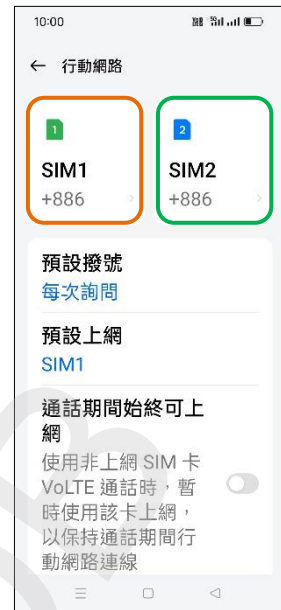 10:00
← 行動網路
1
2
SIM1
SIM2
+886
+886
預設撥號
每次詢問
預設上網
SIM1
通話期間始終可上
網
使用非上網 SIM 卡
VoLTE 通話時，暫
時使用該卡上網，
以保持通話期間行
動網路連線